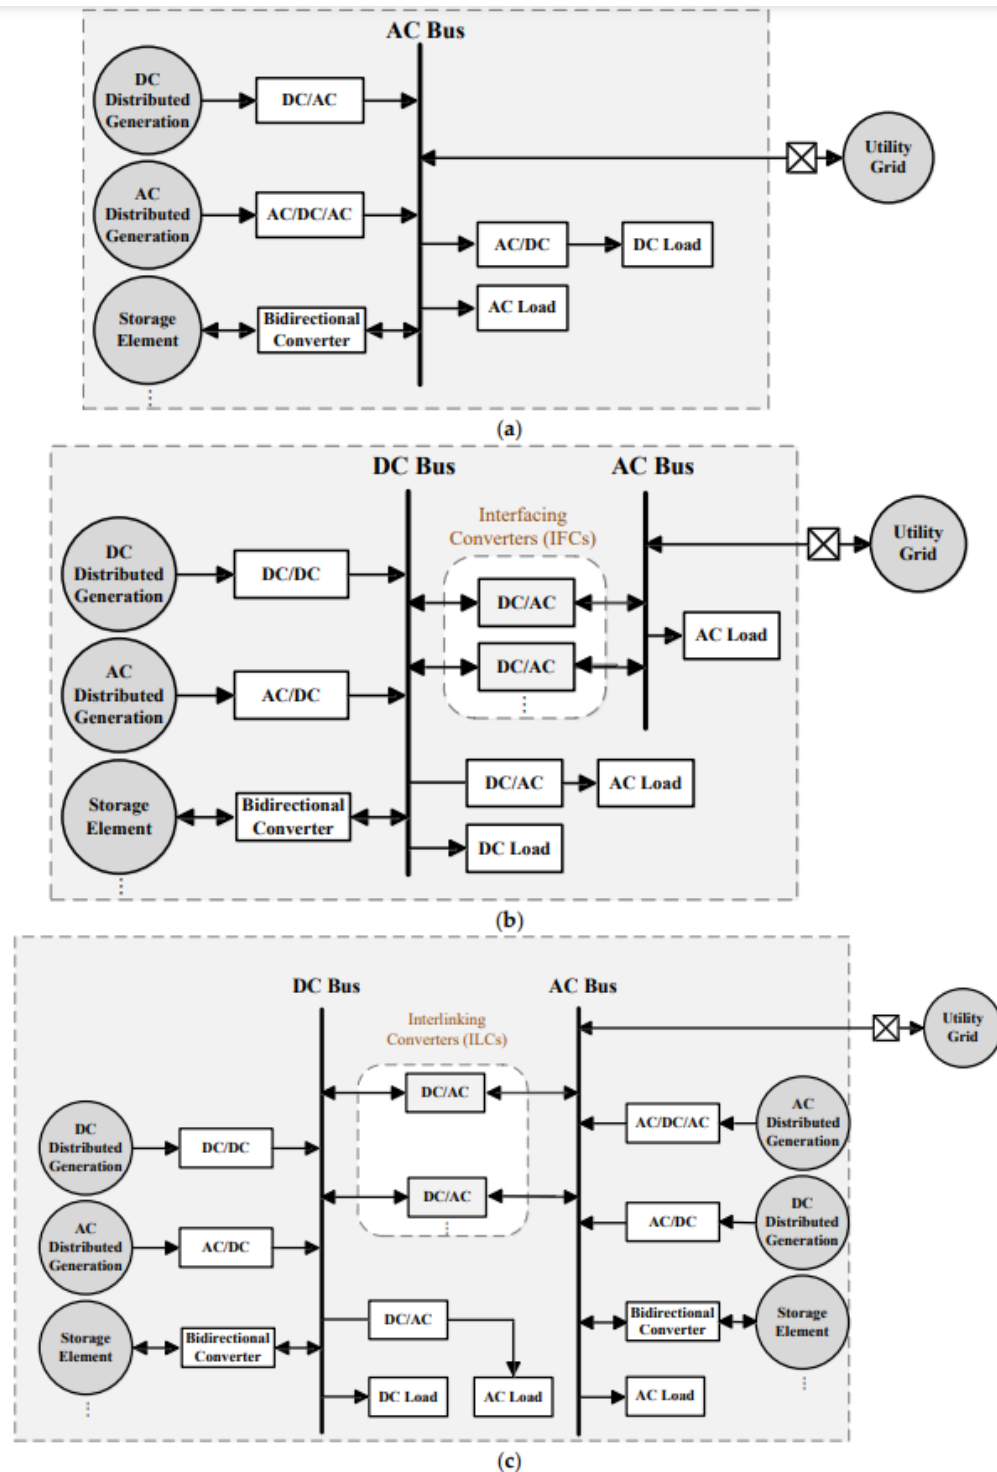 AC Bus
DC
Distributed
Generation
DC/AC
Utility
Grid
AC
Distributed
Generation
AC/DC/AC
AC/DC
DC Load
AC Load
Storage
Element
Bidirectional
Converter
(a)
DC Bus
AC Bus
Interfacing
Converters (IFCs)
Utility
Grid
DC
Distributed
Generation
DC/DC
DC/AC
AC Load
DC/AC
AC
Distributed
Generation
AC/DC
DC/AC
AC Load
Storage
Element
Bidirectional
Converter
DC Load
(b)
DC Bus
AC Bus
Interlinking
Converters (ILCs)
Utility
Grid
DC/AC
AC/DC/AC
AC
Distributed
Generation
DC
Distributed
Generation
DC/DC
DC/AC
AC/DC
DC
Distributed
Generation
AC
Distributed
Generation
AC/DC
DC/AC
Bidirectional
Converter
Storage
Element
Storage
Element
Bidirectional
Converter
DC Load
AC Load
AC Load
(c)